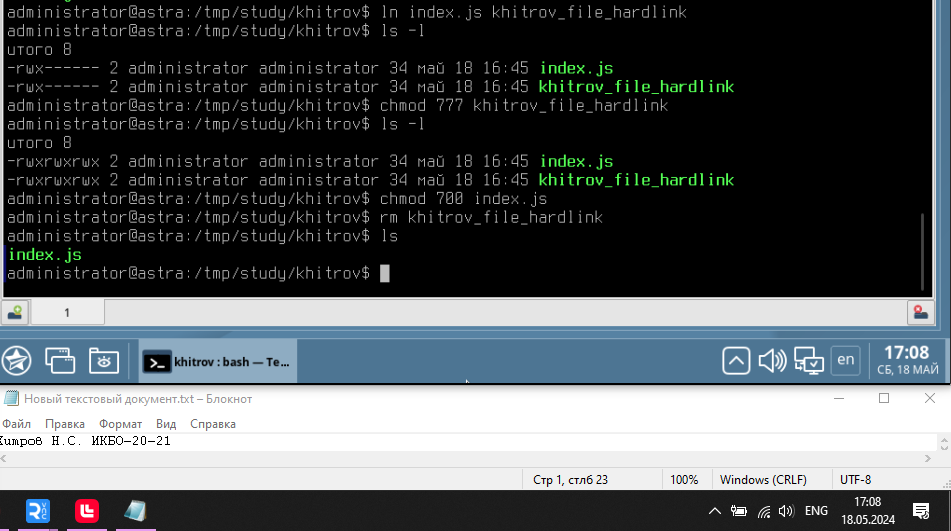 administrator@astra:/tmp/study/khitrov$ ln index.js khitrov_file_hardlink
administrator@astra:/tmp/study/khitrov$ ls -l
итого 8
-rwx------ 2 administrator administrator 34 май 18 16:45 index.js
-rwx------ 2 administrator administrator 34 май 18 16:45 khitrov_file_hardlink
administrator@astra:/tmp/study/khitrov$ chmod 777 khitrov_file_hardlink
administrator@astra:/tmp/study/khitrov$ ls -l
итого 8
-rwxrwxrwx 2 administrator administrator 34 май 18 16:45 index.js
-rwxrwxrwx 2 administrator administrator 34 май 18 16:45 khitrov_file_hardlink
administrator@astra:/tmp/study/khitrov$ chmod 700 index.js
administrator@astra:/tmp/study/khitrov$ rm khitrov_file_hardlink
administrator@astra:/tmp/study/khitrov$ ls
index.js
administrator@astra:/tmp/study/khitrov$
1
khitrov : bash — Te...
en
17:08
СБ, 18 МАЙ
Новый текстовый документ.txt – Блокнот
Файл Правка Формат Вид Справка
Хитров Н.С. ИКБО-20-21
Стр 1, стлб 23 100% Windows (CRLF) UTF-8
ENG
17:08
18.05.2024